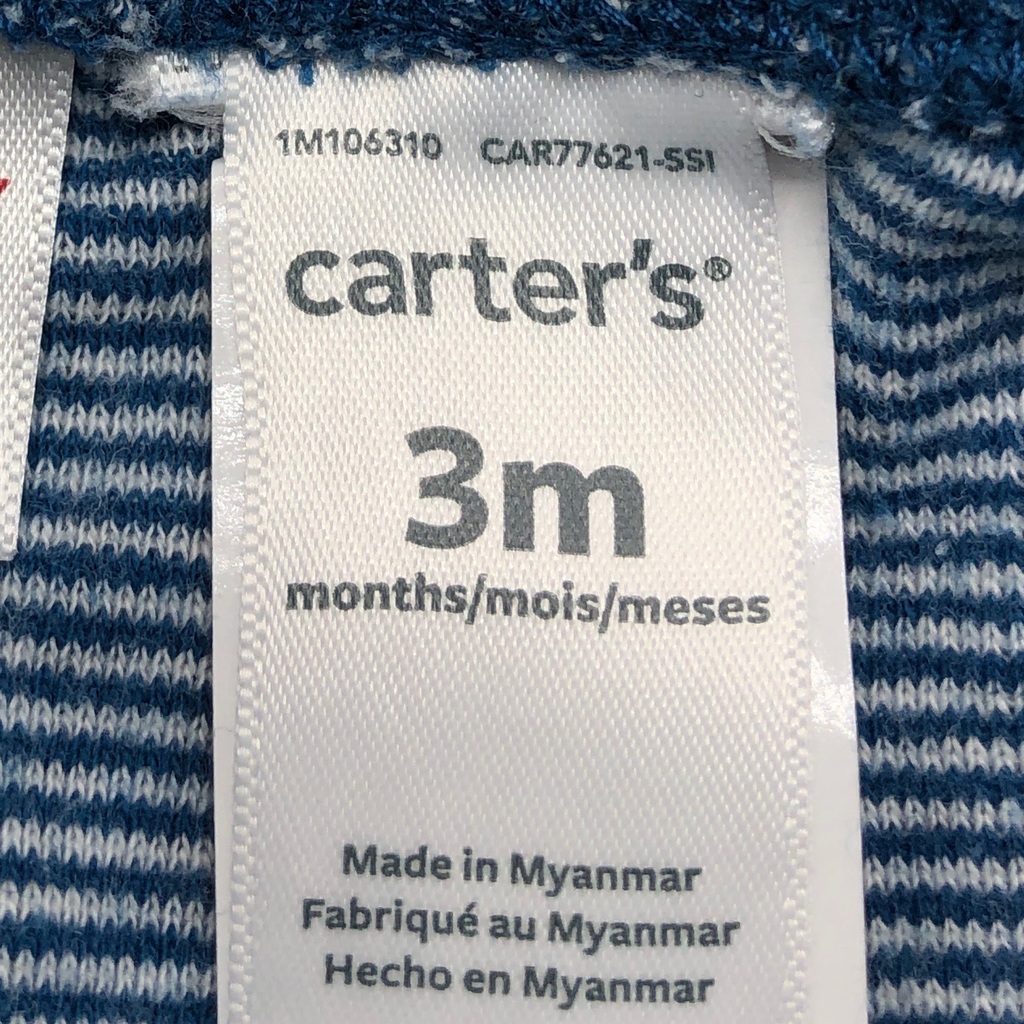 1M106310 CAR77621-SSI
carter's®
3m
months/mois/meses
Made in Myanmar
Fabriqué au Myanmar
Hecho en Myanmar